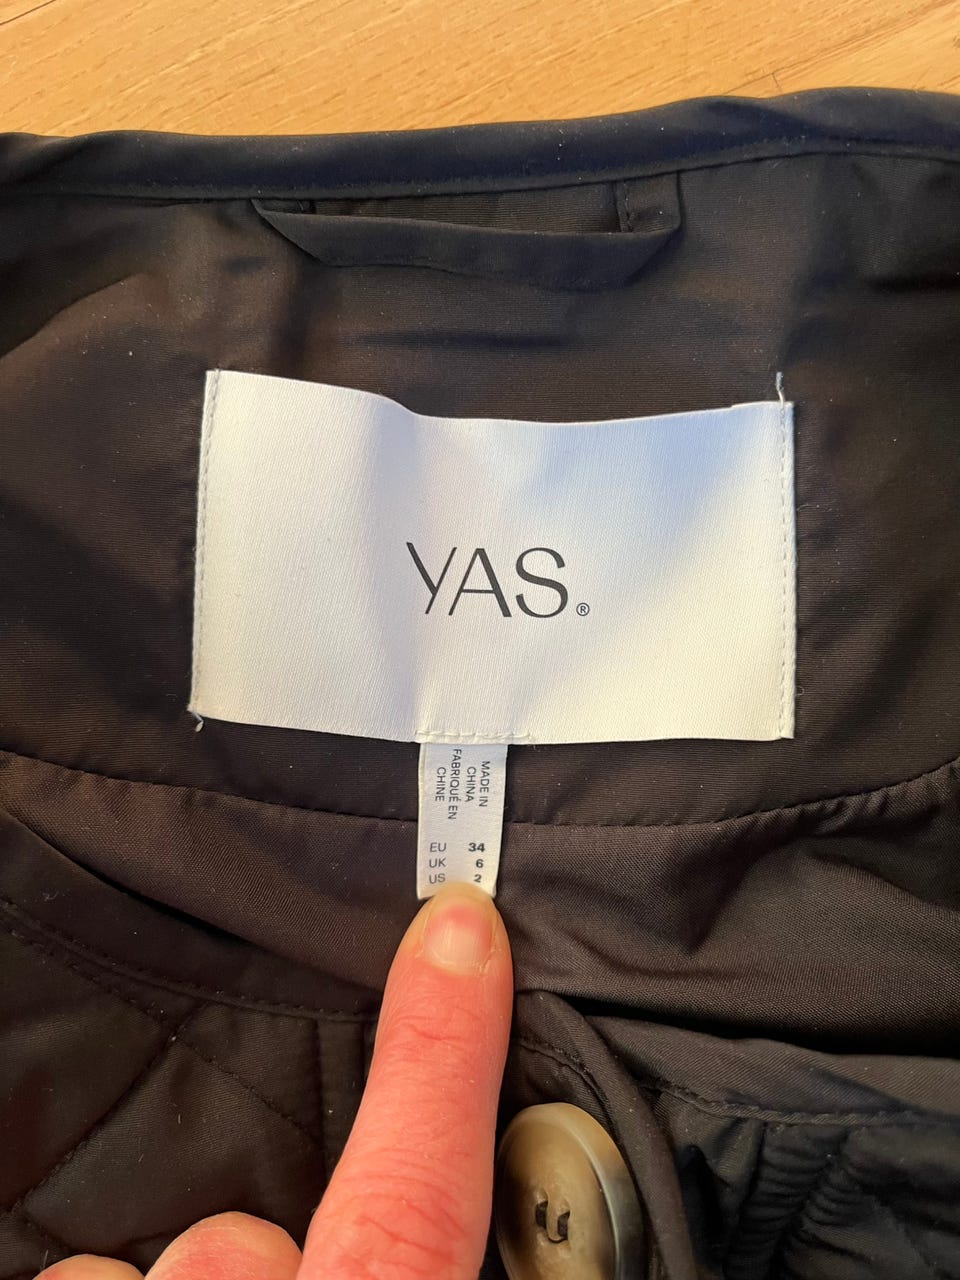 YAS.®
MADE IN
CHINA
FABRIQUÉ EN
CHINE
EU 34
UK 6
US 2